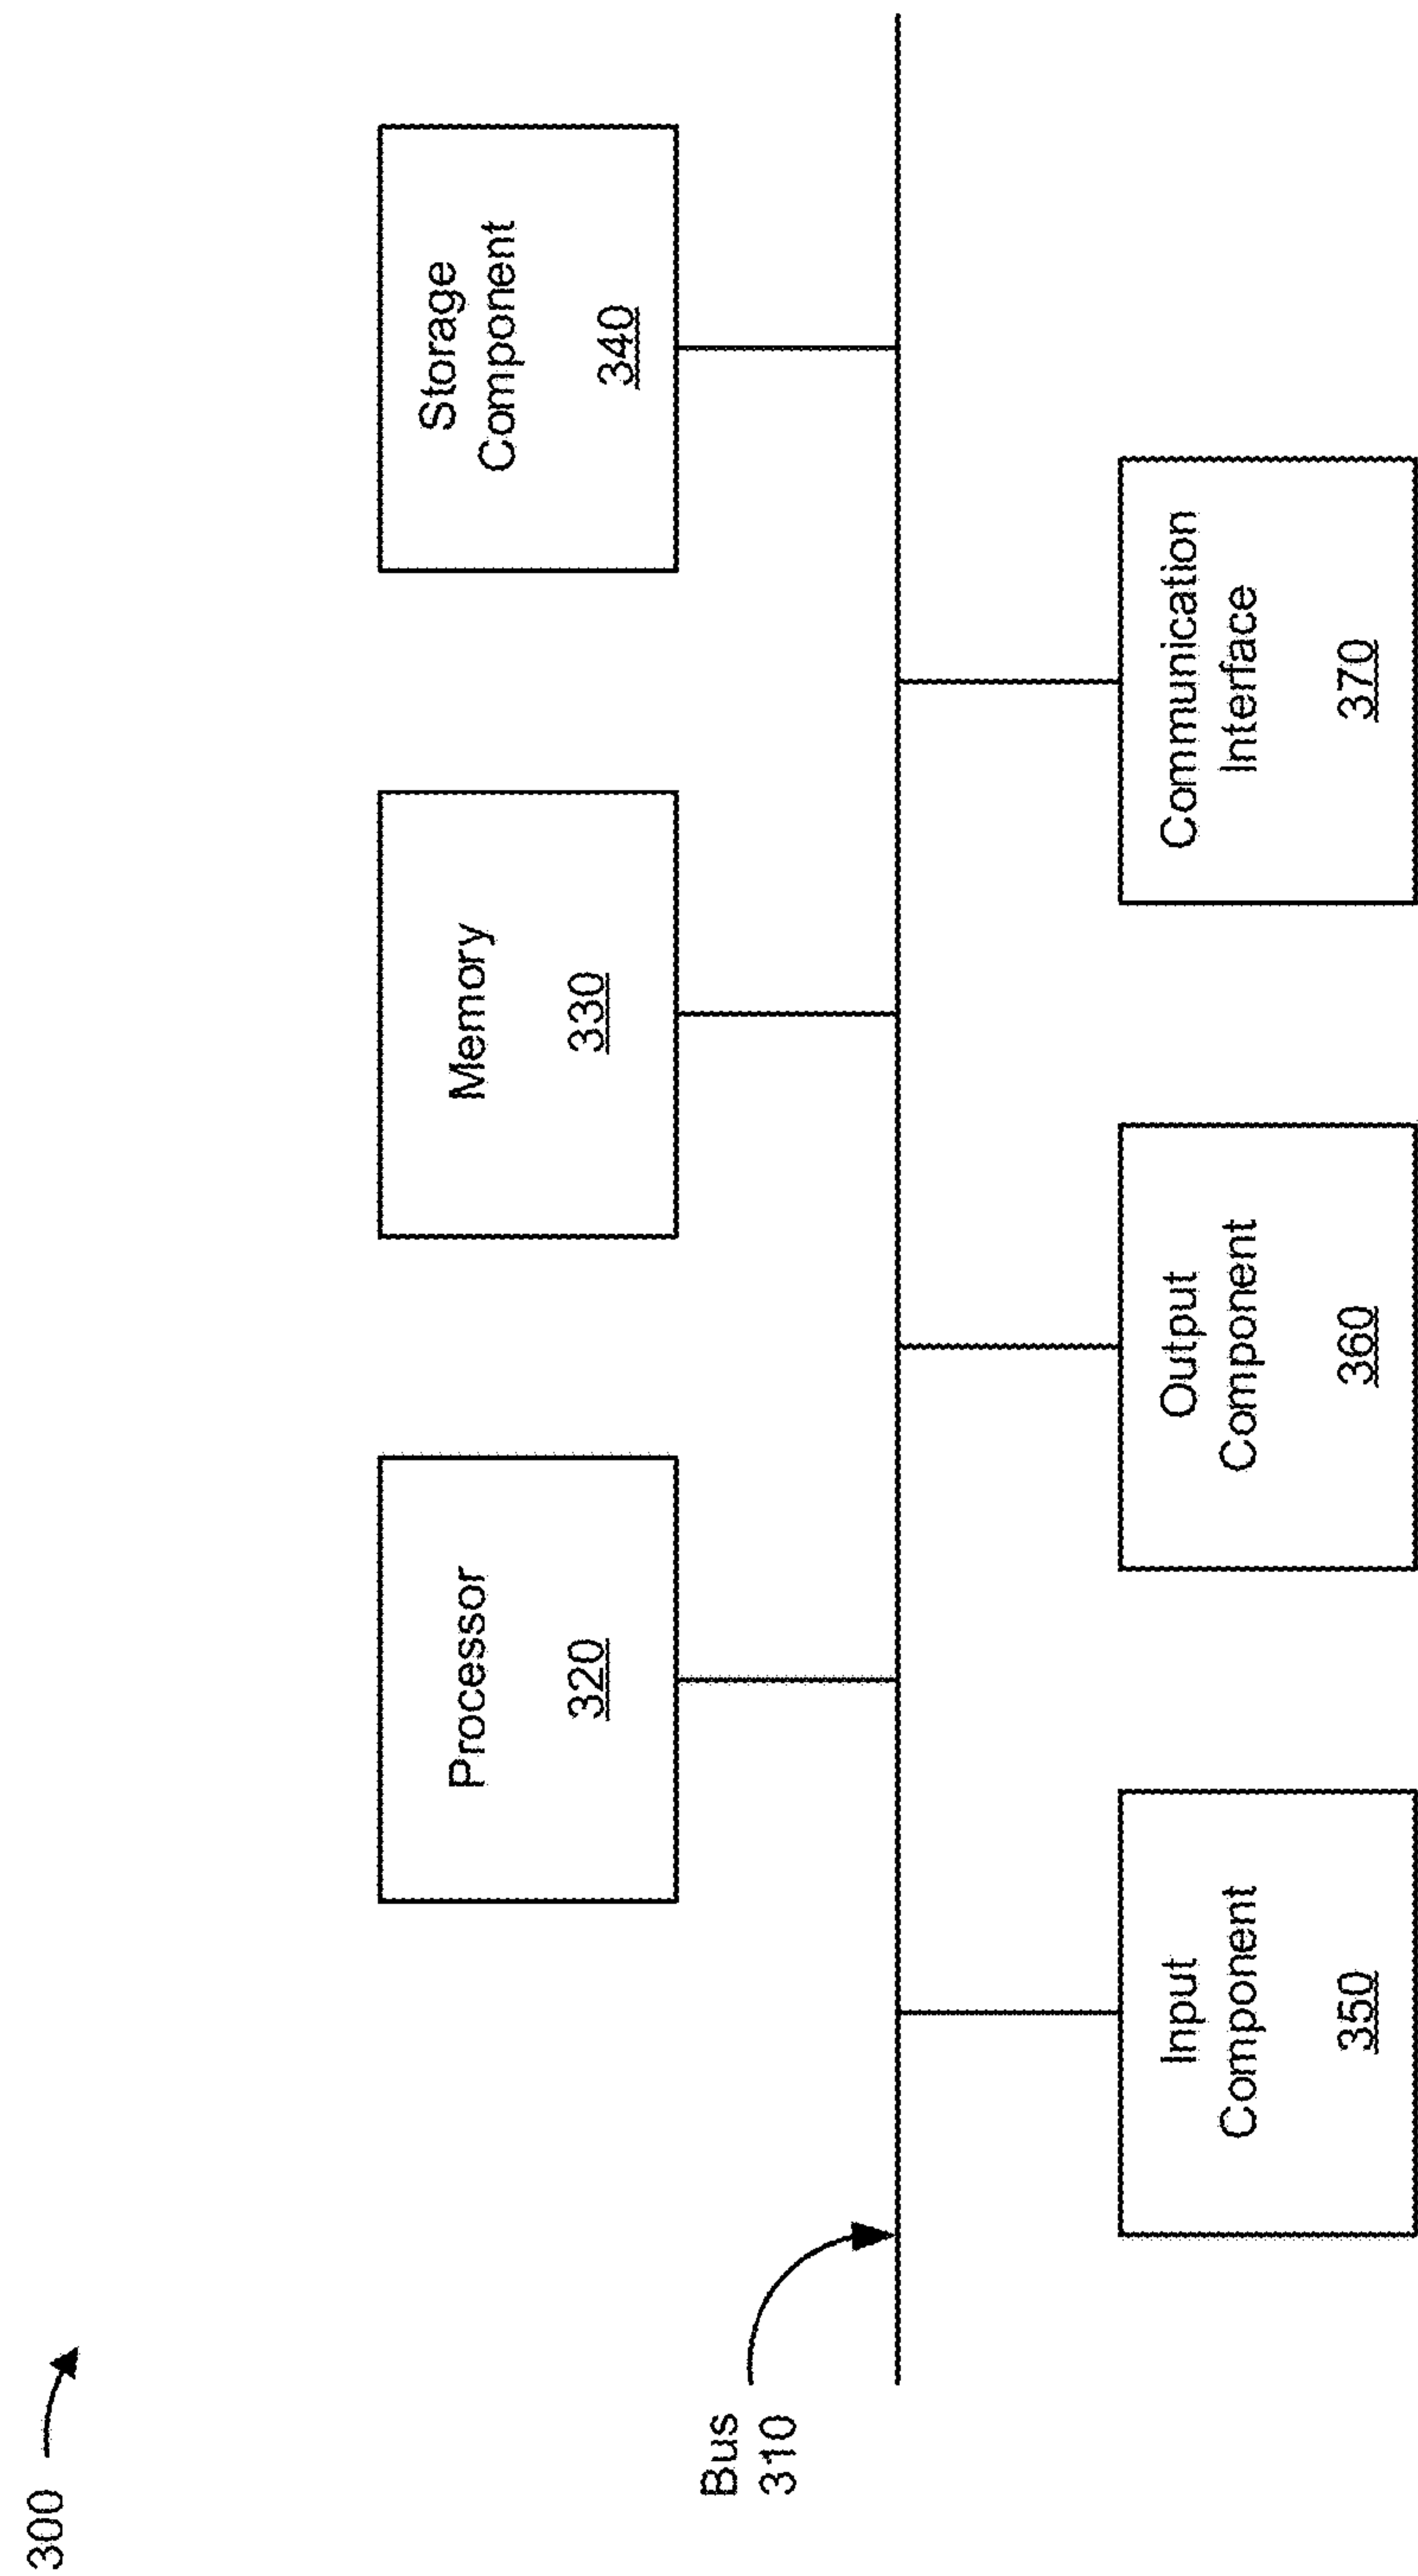 300
Processor
320
Memory
330
Storage
Component
340
Bus
310
Input
Component
350
Output
Component
360
Communication
Interface
370